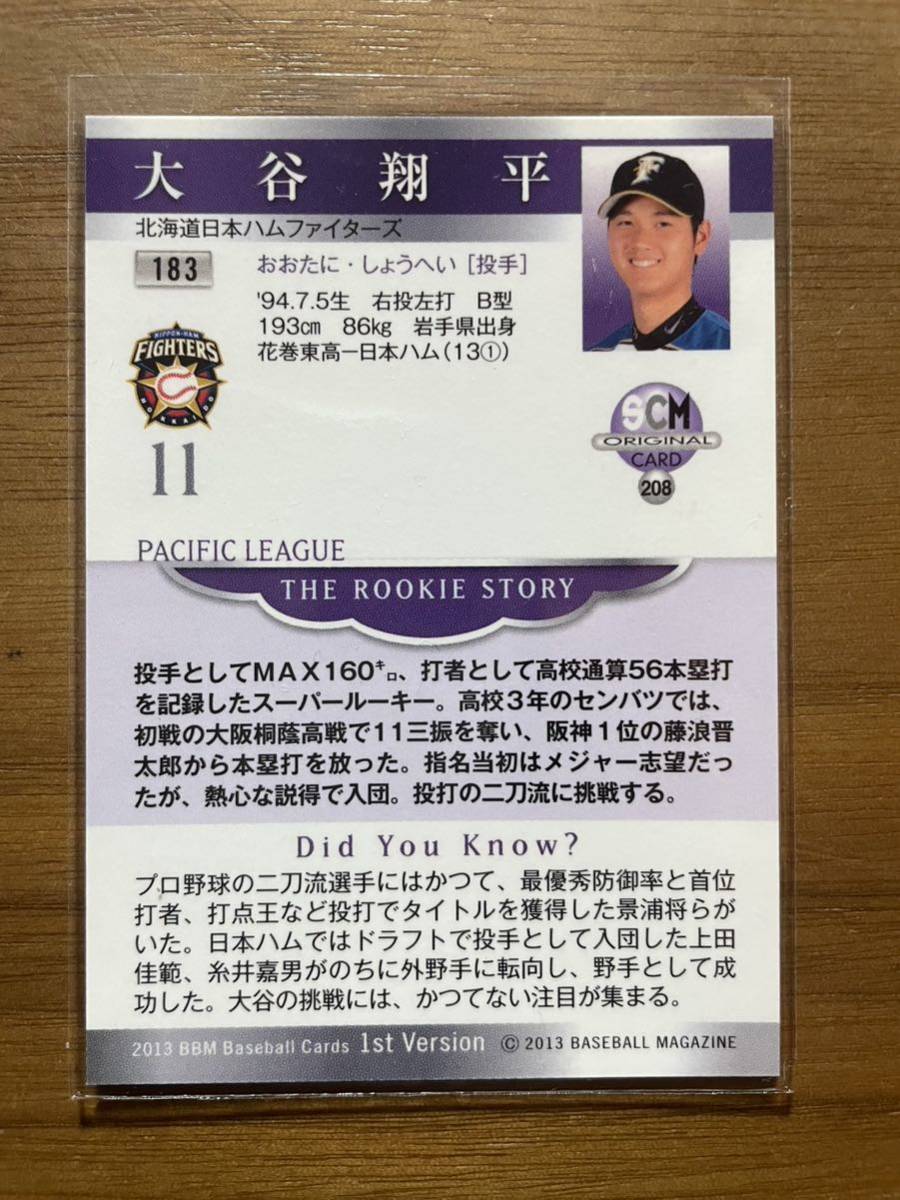 大谷翔平
北海道日本ハムファイターズ
183
おおたに・しょうへい［投手］
'94.7.5生　右投左打　B型
193cm　86kg　岩手県出身
花巻東高ー日本ハム（13①）
F
NIPPON-HAM
FIGHTERS
HOKKAIDO
11
SCM
ORIGINAL
CARD
208
PACIFIC LEAGUE
THE ROOKIE STORY
投手としてMAX160㌔、打者として高校通算56本塁打
を記録したスーパールーキー。高校３年のセンバツでは、
初戦の大阪桐蔭高戦で11三振を奪い、阪神１位の藤浪晋
太郎から本塁打を放った。指名当初はメジャー志望だっ
たが、熱心な説得で入団。投打の二刀流に挑戦する。
Did You Know?
プロ野球の二刀流選手にはかつて、最優秀防御率と首位
打者、打点王など投打でタイトルを獲得した景浦将らが
いた。日本ハムではドラフトで投手として入団した上田
佳範、糸井嘉男がのちに外野手に転向し、野手として成
功した。大谷の挑戦には、かつてない注目が集まる。
2013 BBM Baseball Cards 1st Version © 2013 BASEBALL MAGAZINE